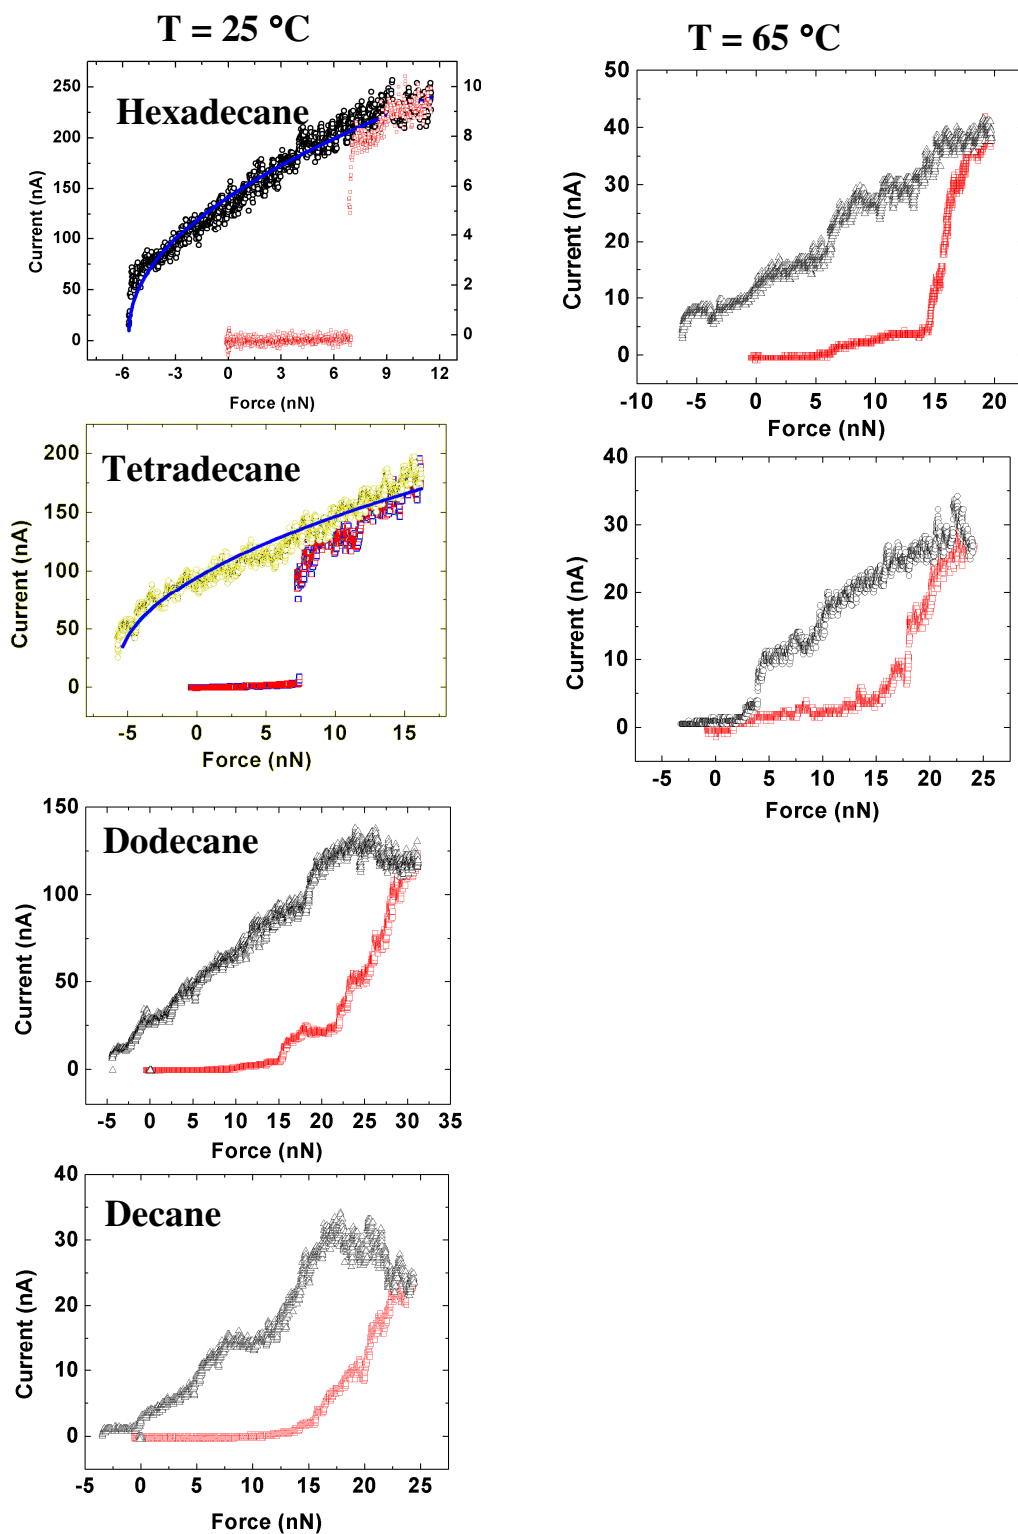 T = 25 °C
T = 65 °C
Hexadecane
Current (nA)
250
200
150
100
50
0
10
8
6
4
2
0
-6 -3 0 3 6 9 12
Force (nN)
Current (nA)
50
40
30
20
10
0
-10 -5 0 5 10 15 20
Force (nN)
Tetradecane
Current (nA)
200
150
100
50
0
-5 0 5 10 15
Force (nN)
Current (nA)
40
30
20
10
0
-5 0 5 10 15 20 25
Force (nN)
Dodecane
Current (nA)
150
100
50
0
-5 0 5 10 15 20 25 30 35
Force (nN)
Decane
Current (nA)
40
30
20
10
0
-5 0 5 10 15 20 25
Force (nN)